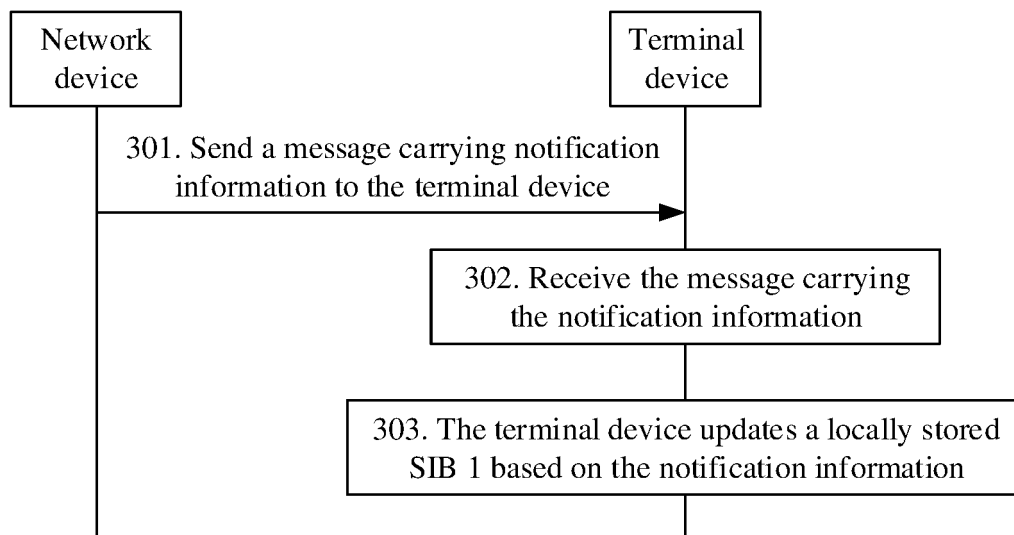 Network
device
Terminal
device
301. Send a message carrying notification
information to the terminal device
302. Receive the message carrying
the notification information
303. The terminal device updates a locally stored
SIB 1 based on the notification information